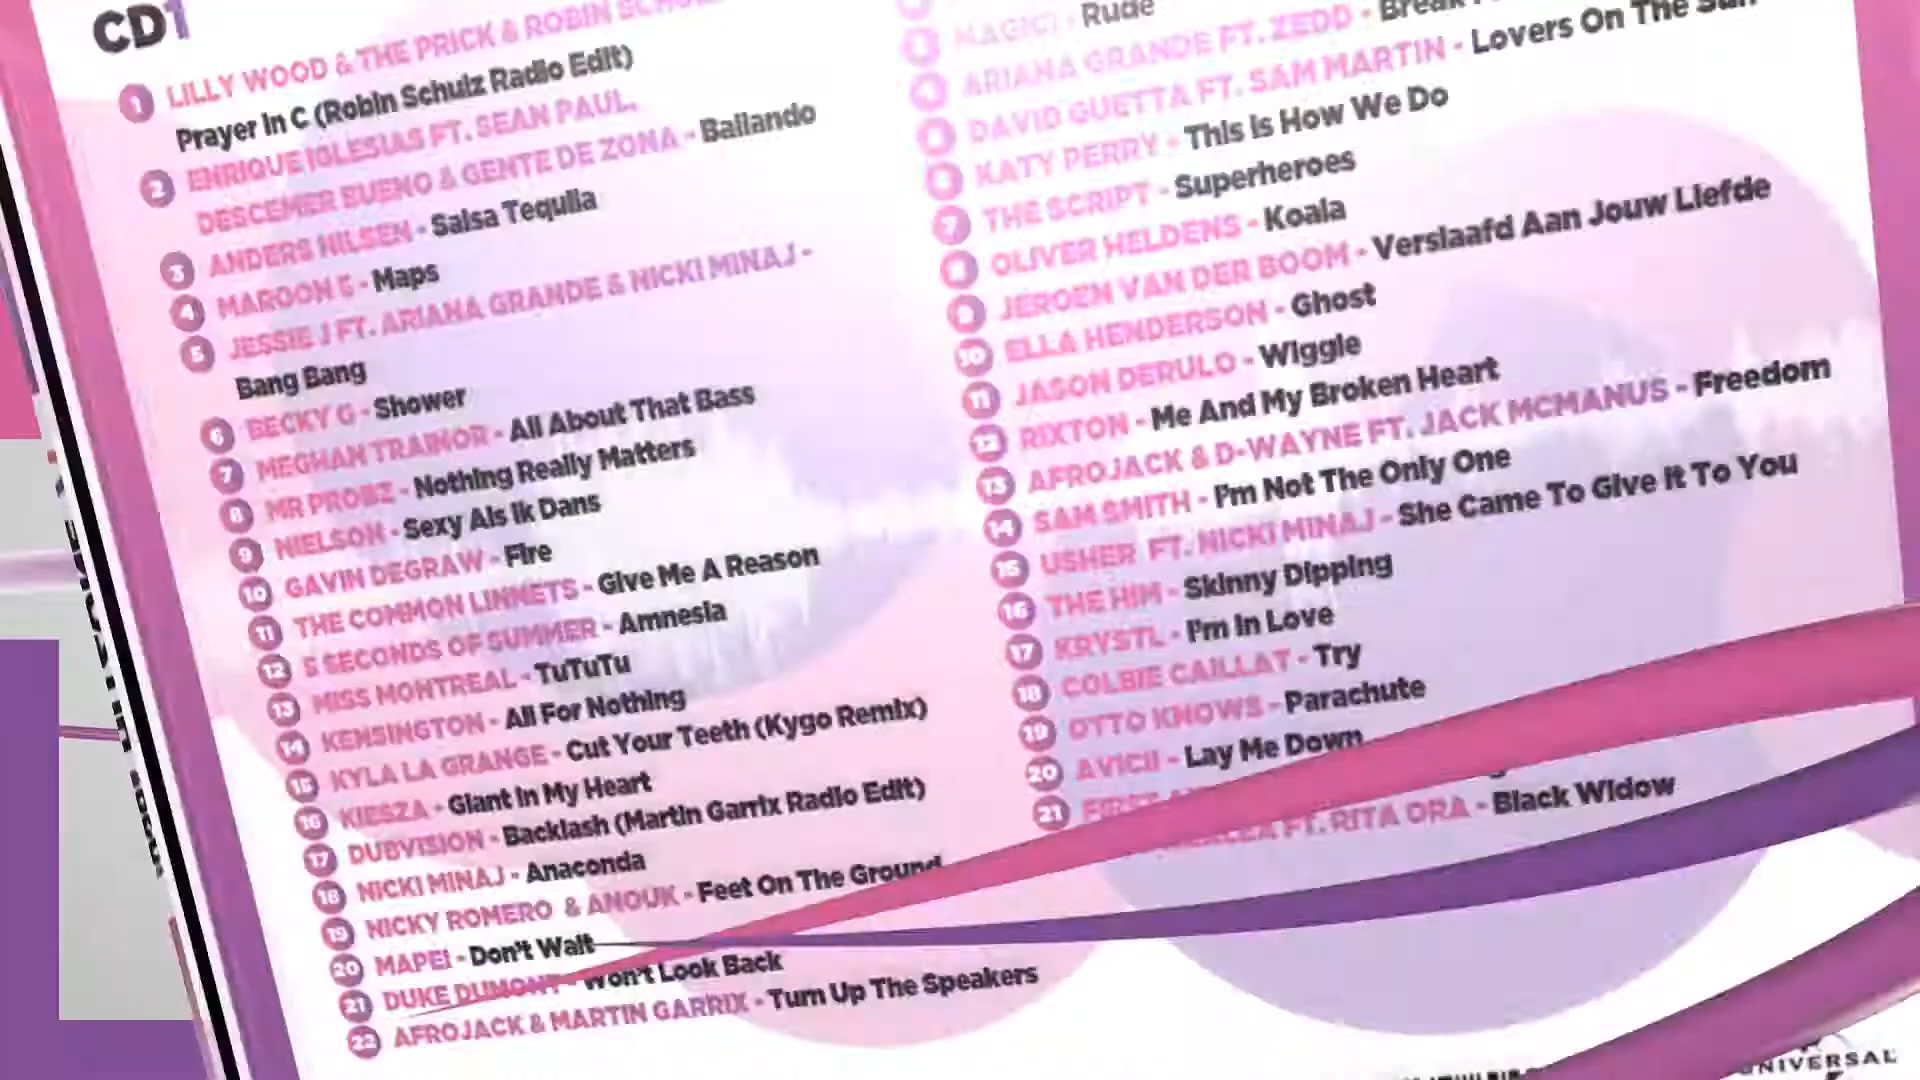 CD1
1 LILLY WOOD & THE PRICK & ROBIN
Prayer In C (Robin Schulz Radio Edit)
2 ENRIQUE IGLESIAS FT. SEAN PAUL,
DESCEMER BUENO & GENTE DE ZONA - Bailando
3 ANDERS NILSEN - Salsa Tequila
4 MAROON 5 - Maps
5 JESSIE J FT. ARIANA GRANDE & NICKI MINAJ -
Bang Bang
6 BECKY G - Shower
7 MEGHAN TRAINOR - All About That Bass
8 MR PROBZ - Nothing Really Matters
9 NIELSON - Sexy Als Ik Dans
10 GAVIN DEGRAW - Fire
11 THE COMMON LINNETS - Give Me A Reason
12 5 SECONDS OF SUMMER - Amnesia
13 MISS MONTREAL - TuTuTu
14 KENSINGTON - All For Nothing
15 KYLA LA GRANGE - Cut Your Teeth (Kygo Remix)
16 KIESZA - Giant In My Heart
17 DUBVISION - Backlash (Martin Garrix Radio Edit)
18 NICKI MINAJ - Anaconda
19 NICKY ROMERO & ANOUK - Feet On The Ground
20 MAPEI - Don't Wait
21 DUKE DUMONT - Won't Look Back
22 AFROJACK & MARTIN GARRIX - Turn Up The Speakers
MAGIC! - Rude
ARIANA GRANDE FT. ZEDD - Break
DAVID GUETTA FT. SAM MARTIN - Lovers On The Sun
KATY PERRY - This Is How We Do
7 THE SCRIPT - Superheroes
8 OLIVER HELDENS - Koala
9 JEROEN VAN DER BOOM - Verslaafd Aan Jouw Liefde
10 ELLA HENDERSON - Ghost
11 JASON DERULO - Wiggle
12 RIXTON - Me And My Broken Heart
13 AFROJACK & D-WAYNE FT. JACK MCMANUS - Freedom
14 SAM SMITH - I'm Not The Only One
15 USHER FT. NICKI MINAJ - She Came To Give It To You
16 THE HIM - Skinny Dipping
17 KRYSTL - I'm In Love
18 COLBIE CAILLAT - Try
19 OTTO KNOWS - Parachute
20 AVICII - Lay Me Down
21
FT. RITA ORA - Black Widow
UNIVERSAL